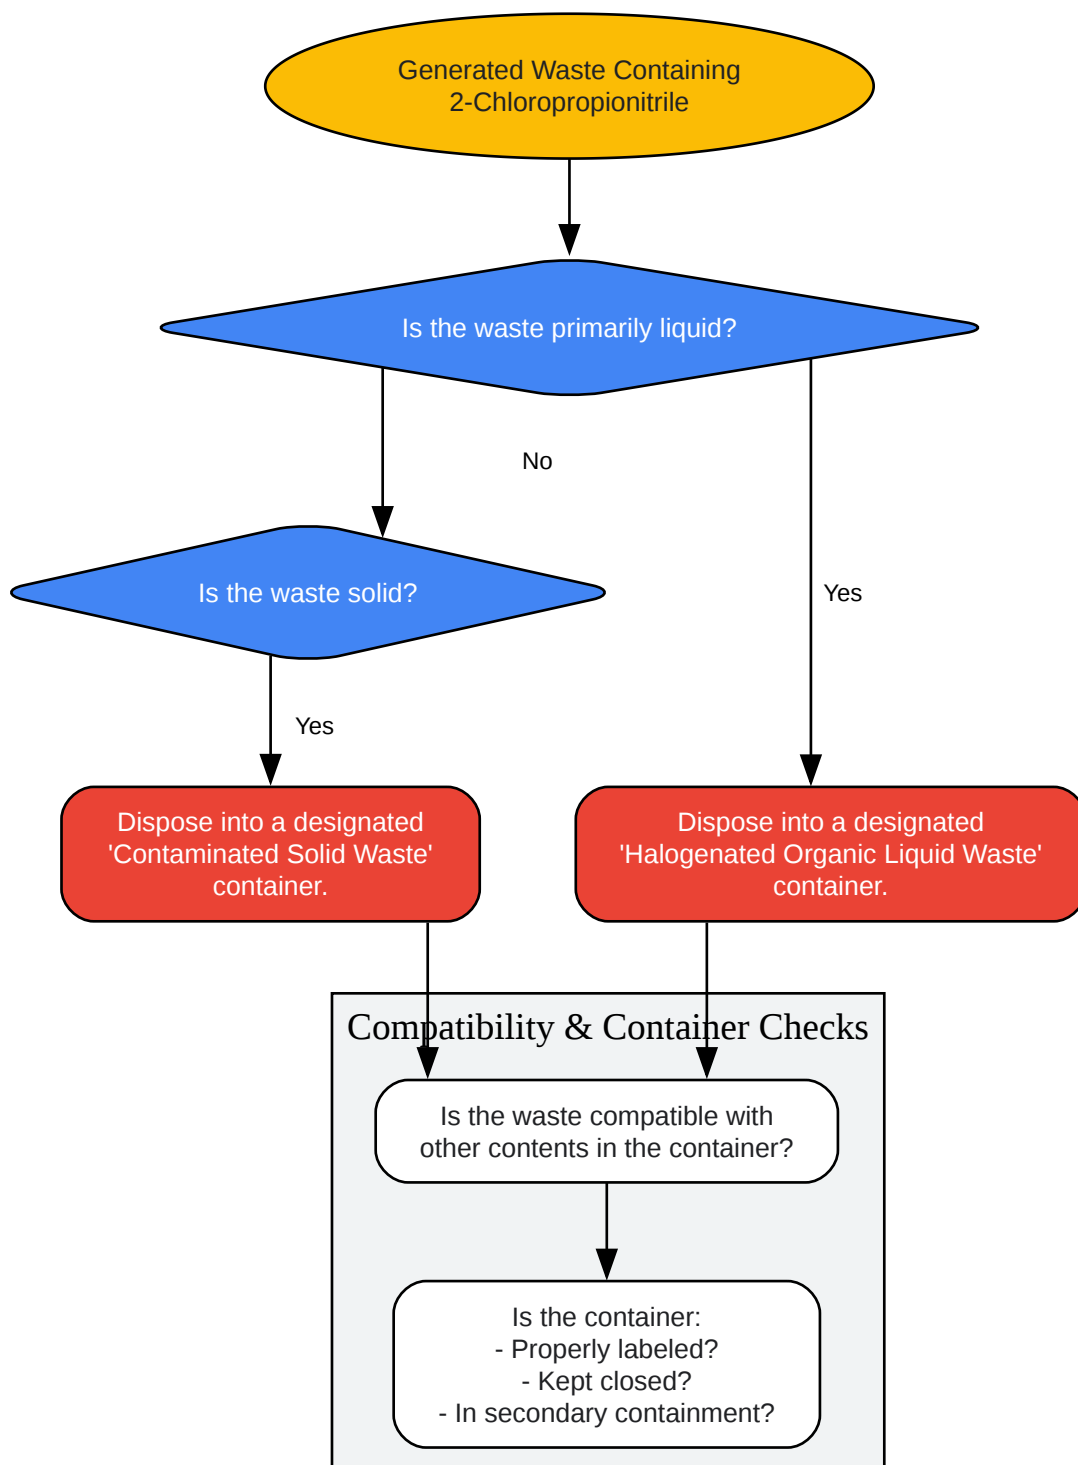 Generated Waste Containing
2-Chloropropionitrile
Is the waste primarily liquid?
No
Is the waste solid?
Yes
Yes
Dispose into a designated
'Contaminated Solid Waste'
container.
Dispose into a designated
'Halogenated Organic Liquid Waste'
container.
Compatibility & Container Checks
Is the waste compatible with
other contents in the container?
Is the container:
- Properly labeled?
- Kept closed?
- In secondary containment?